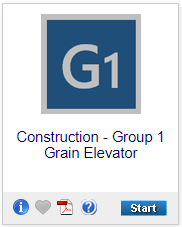 G1
Construction - Group 1
Grain Elevator
Start